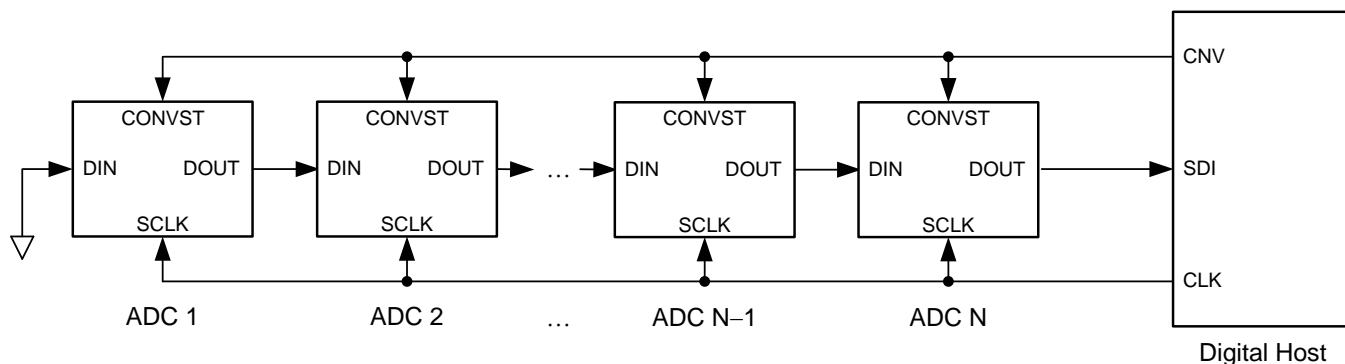 CNV
CONVST CONVST CONVST CONVST
DIN DOUT DIN DOUT ... DIN DOUT DIN DOUT SDI
SCLK SCLK SCLK SCLK
CLK
ADC 1 ADC 2 ... ADC N−1 ADC N
Digital Host